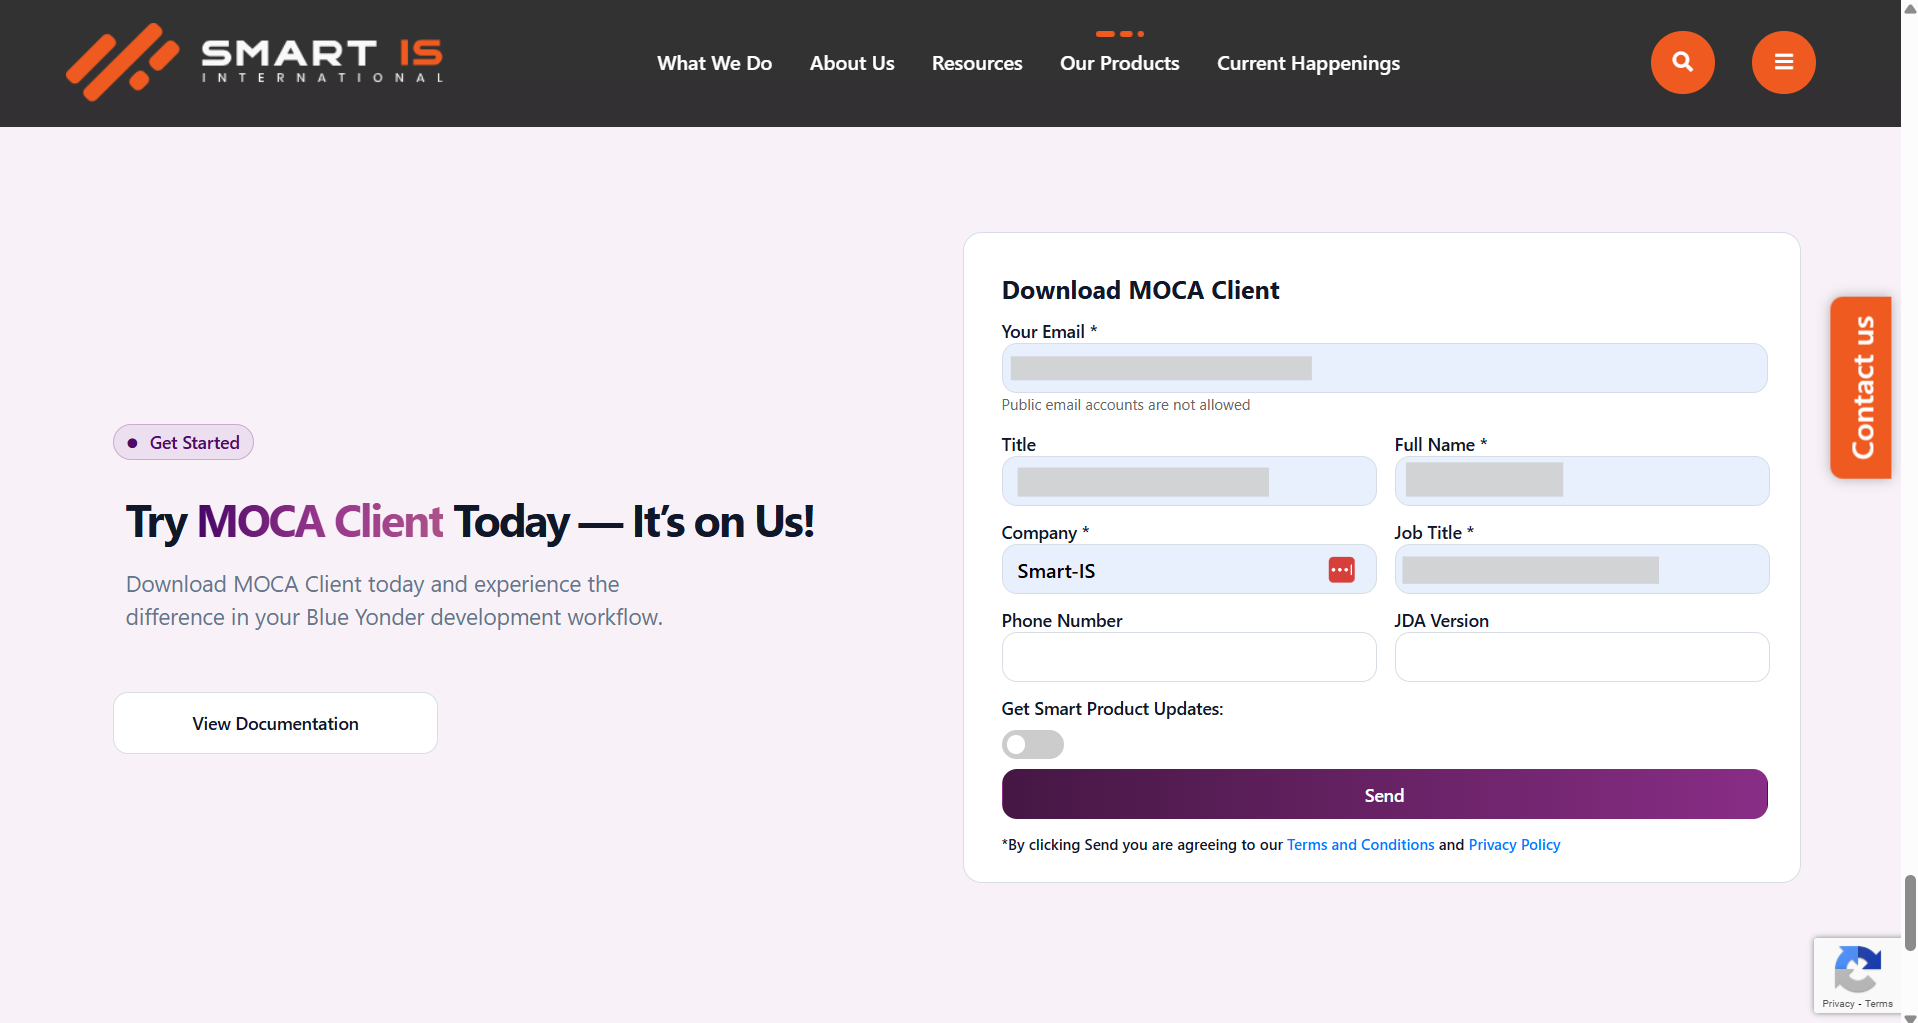 SMART IS
INTERNATIONAL
What We Do
About Us
Resources
Our Products
Current Happenings
Get Started
Try MOCA Client Today — It’s on Us!
Download MOCA Client today and experience the
difference in your Blue Yonder development workflow.
View Documentation
Download MOCA Client
Your Email *
Public email accounts are not allowed
Title
Full Name *
Company *
Job Title *
Smart-IS
Phone Number
JDA Version
Get Smart Product Updates:
Send
*By clicking Send you are agreeing to our Terms and Conditions and Privacy Policy
Contact us
Privacy - Terms